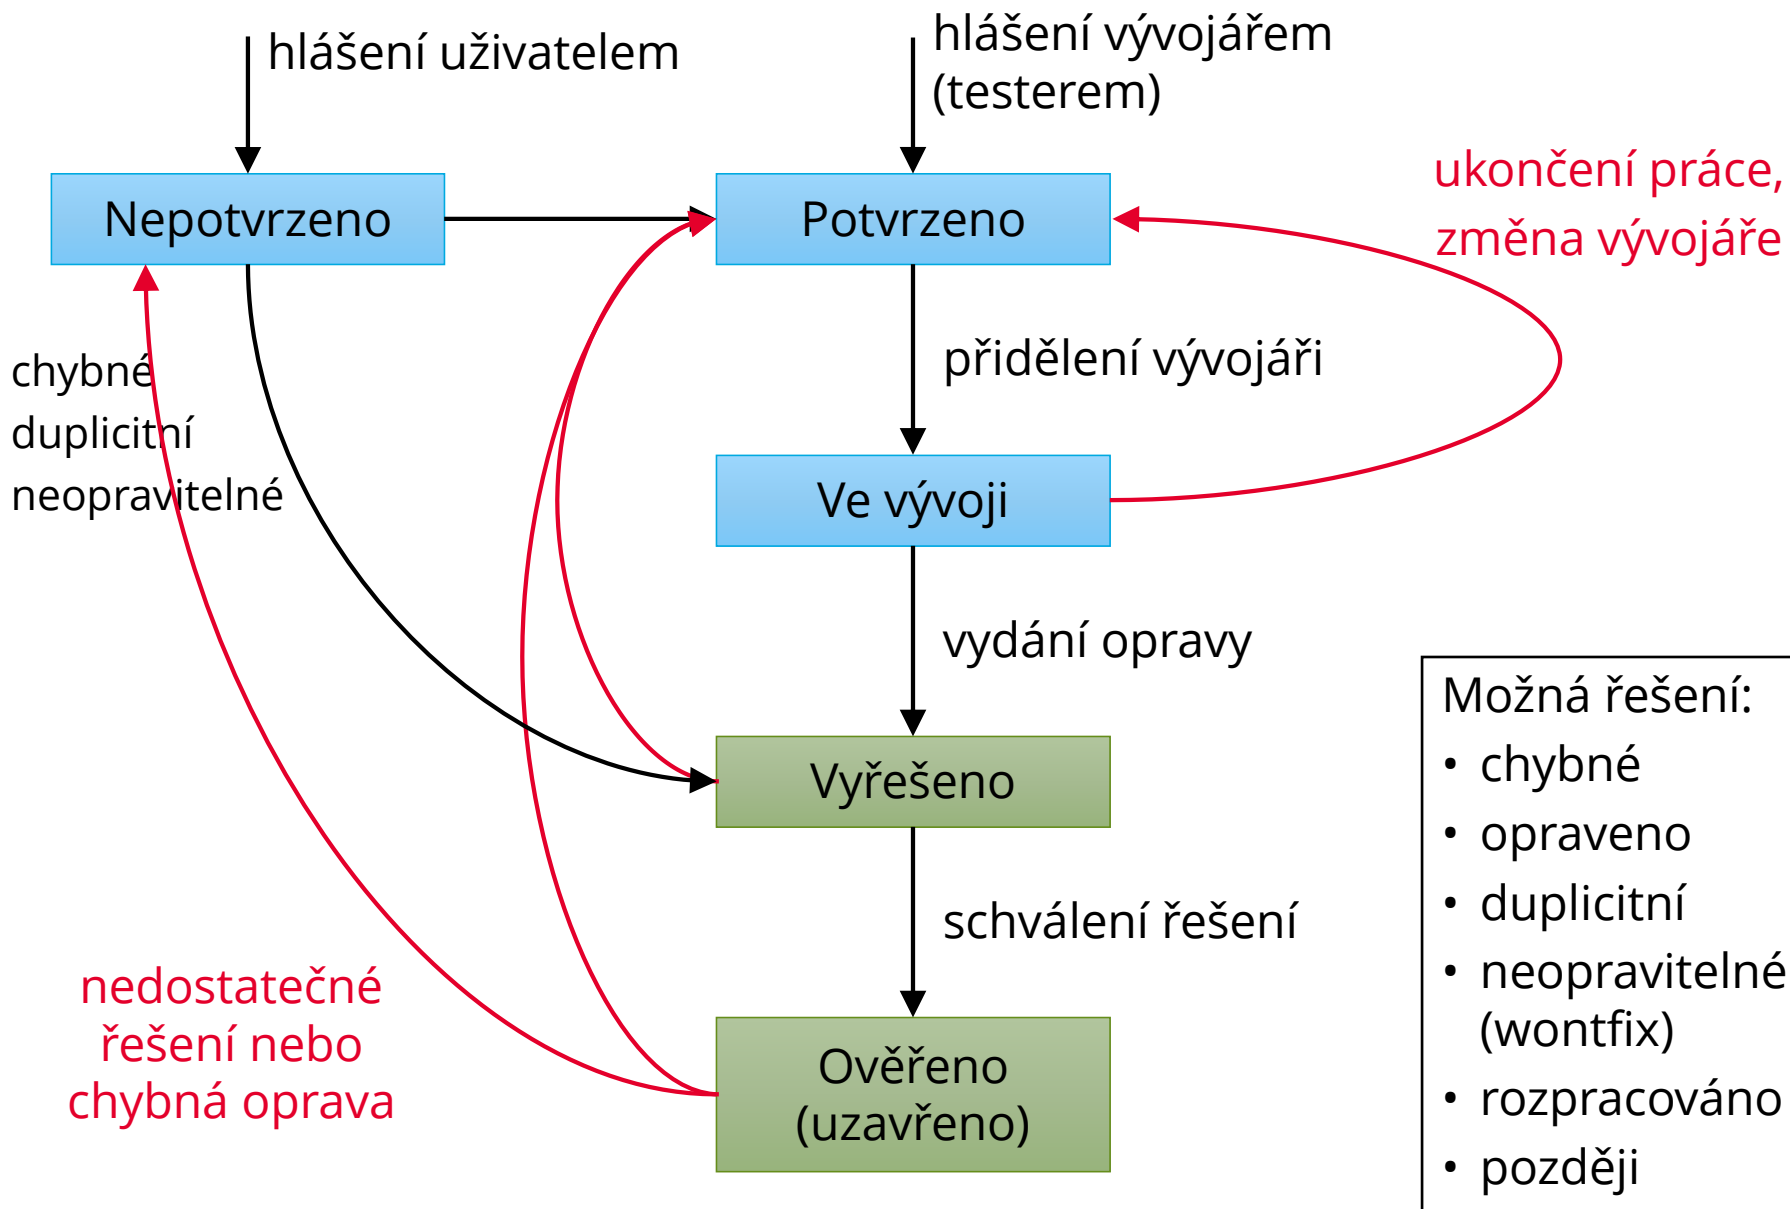 hlášení uživatelem
hlášení vývojářem
(testerem)
Nepotvrzeno
Potvrzeno
ukončení práce,
změna vývojáře
chybné
duplicitní
neopravitelné
přidělení vývojáři
Ve vývoji
vydání opravy
Vyřešeno
schválení řešení
nedostatečné
řešení nebo
chybná oprava
Ověřeno
(uzavřeno)
Možná řešení:
• chybné
• opraveno
• duplicitní
• neopravitelné
(wontfix)
• rozpracováno
• později